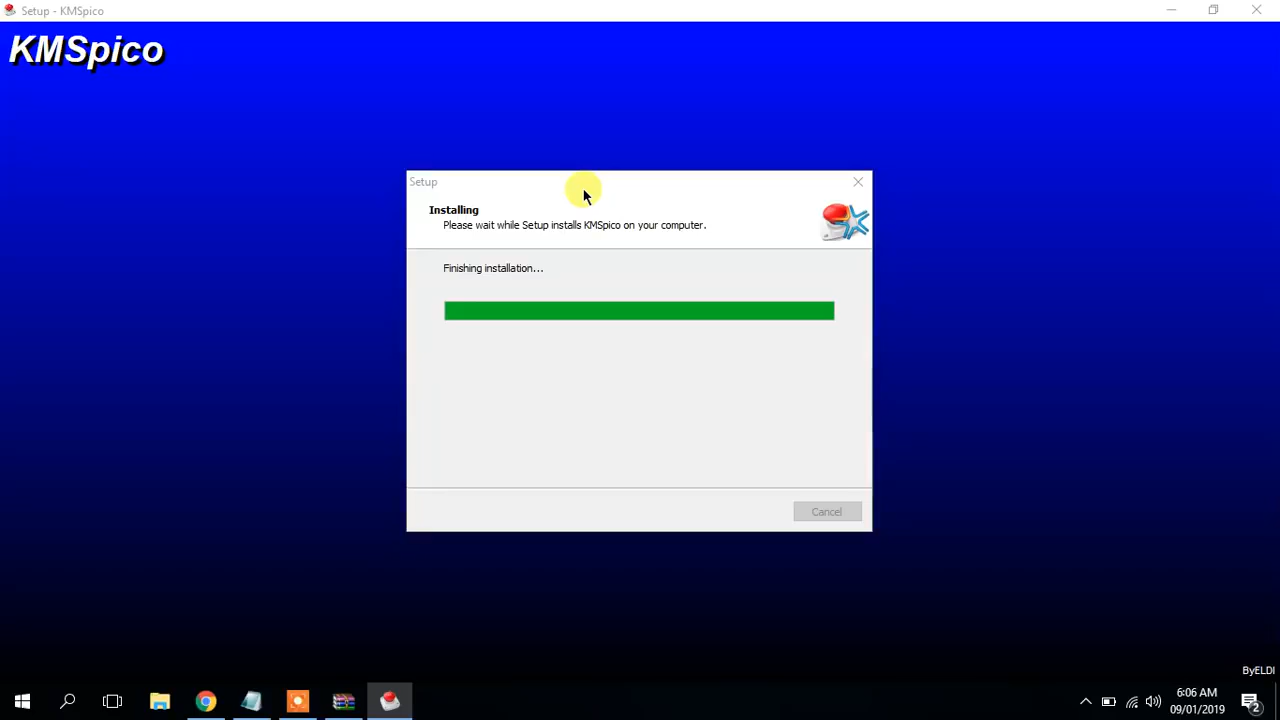 Setup - KMSpico
KMSpico
Setup
Installing
Please wait while Setup installs KMSpico on your computer.
Finishing installation...
Cancel
ByELDI
6:06 AM
09/01/2019
2